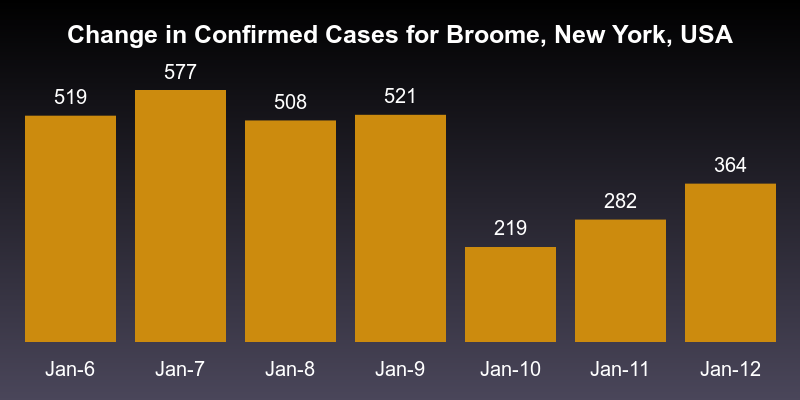 Change in Confirmed Cases for Broome, New York, USA
519 577 508 521 219 282 364
Jan-6 Jan-7 Jan-8 Jan-9 Jan-10 Jan-11 Jan-12